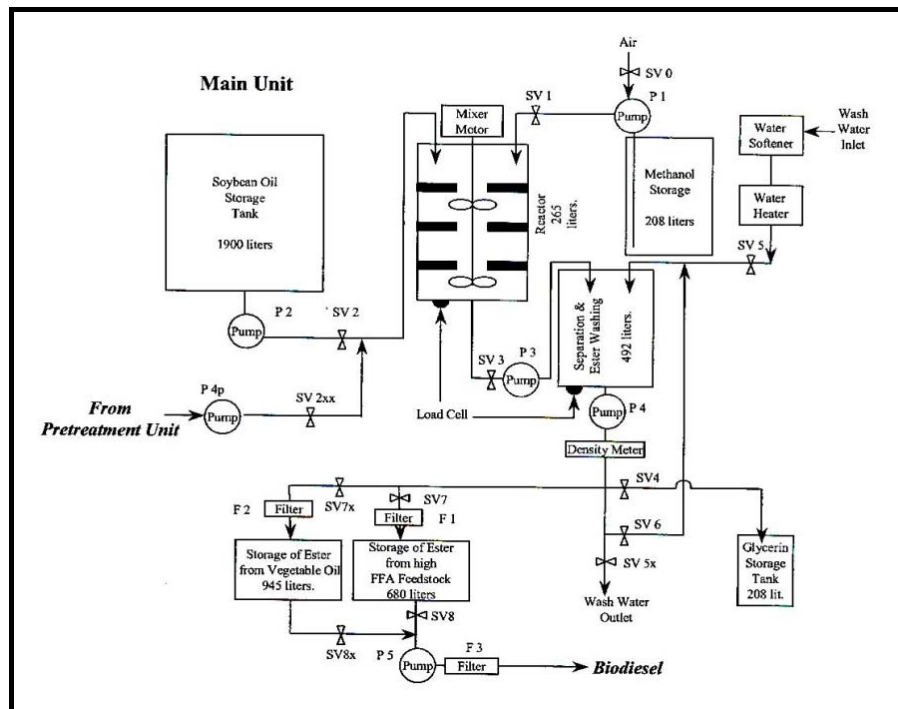 Main Unit
Air
SV 0
P 1
SV 1
Pump
Mixer
Motor
Wash
Water
Inlet
Water
Softener
Soybean Oil
Storage
Tank
1900 liters
Methanol
Storage
208 liters
Reactor
265
liters.
Water
Heater
SV 5
P 2
SV 2
Pump
Separation &
Ester Washing
492 liters.
P 3
SV 3
Pump
P 4p
Pump
SV 2xx
From
Pretreatment Unit
Load Cell
Pump
P 4
Density Meter
SV4
SV7x
SV7
F 2
Filter
Filter
F 1
SV 6
Storage of Ester
from Vegetable Oil
945 liters.
Storage of Ester
from high
FFA Feedstock
680 liters
SV 5x
Glycerin
Storage
Tank
208 lit.
Wash Water
Outlet
SV8
SV8x
P 5
Pump
F 3
Filter
Biodiesel